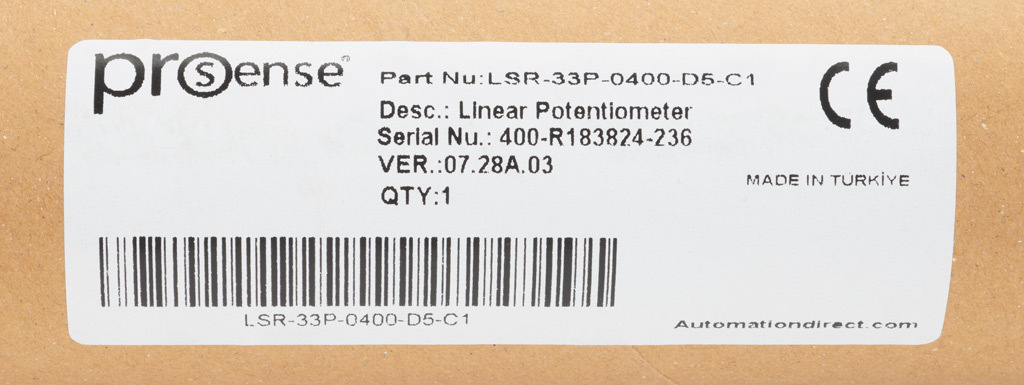 prosense®
Part Nu:LSR-33P-0400-D5-C1
Desc.: Linear Potentiometer
Serial Nu.: 400-R183824-236
VER.:07.28A.03
QTY:1
CE
MADE IN TÜRKİYE
LSR-33P-0400-D5-C1
Automationdirect.com